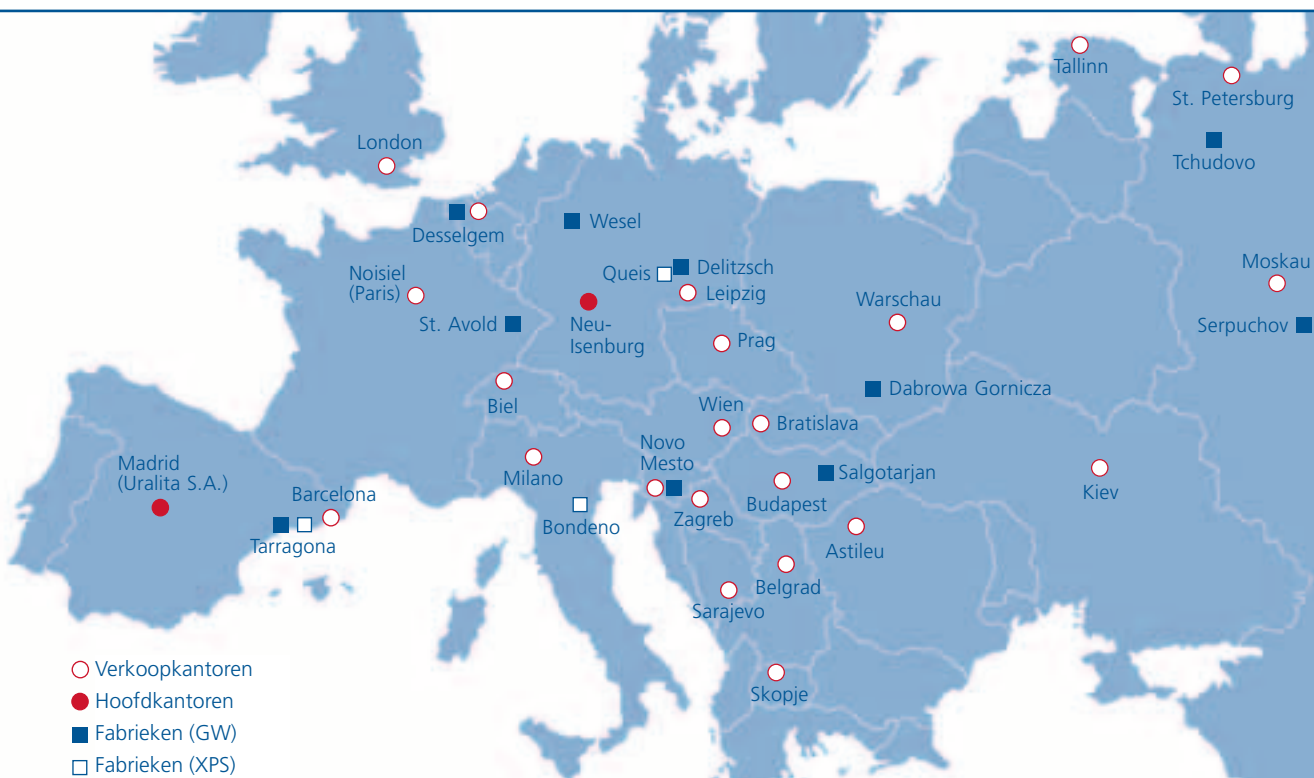 Tallinn
St. Petersburg
Tchudovo
London
Desselgem
Wesel
Queis
Delitzsch
Leipzig
Noisiel
(Paris)
St. Avold
Neu-
Isenburg
Prag
Warschau
Moskau
Serpuchov
Dabrowa Gornicza
Biel
Wien
Bratislava
Novo
Mesto
Milano
Salgotarjan
Budapest
Zagreb
Kiev
Madrid
(Uralita S.A.)
Barcelona
Tarragona
Bondeno
Astileu
Belgrad
Sarajevo
Skopje
Verkoopkantoren
Hoofdkantoren
Fabrieken (GW)
Fabrieken (XPS)